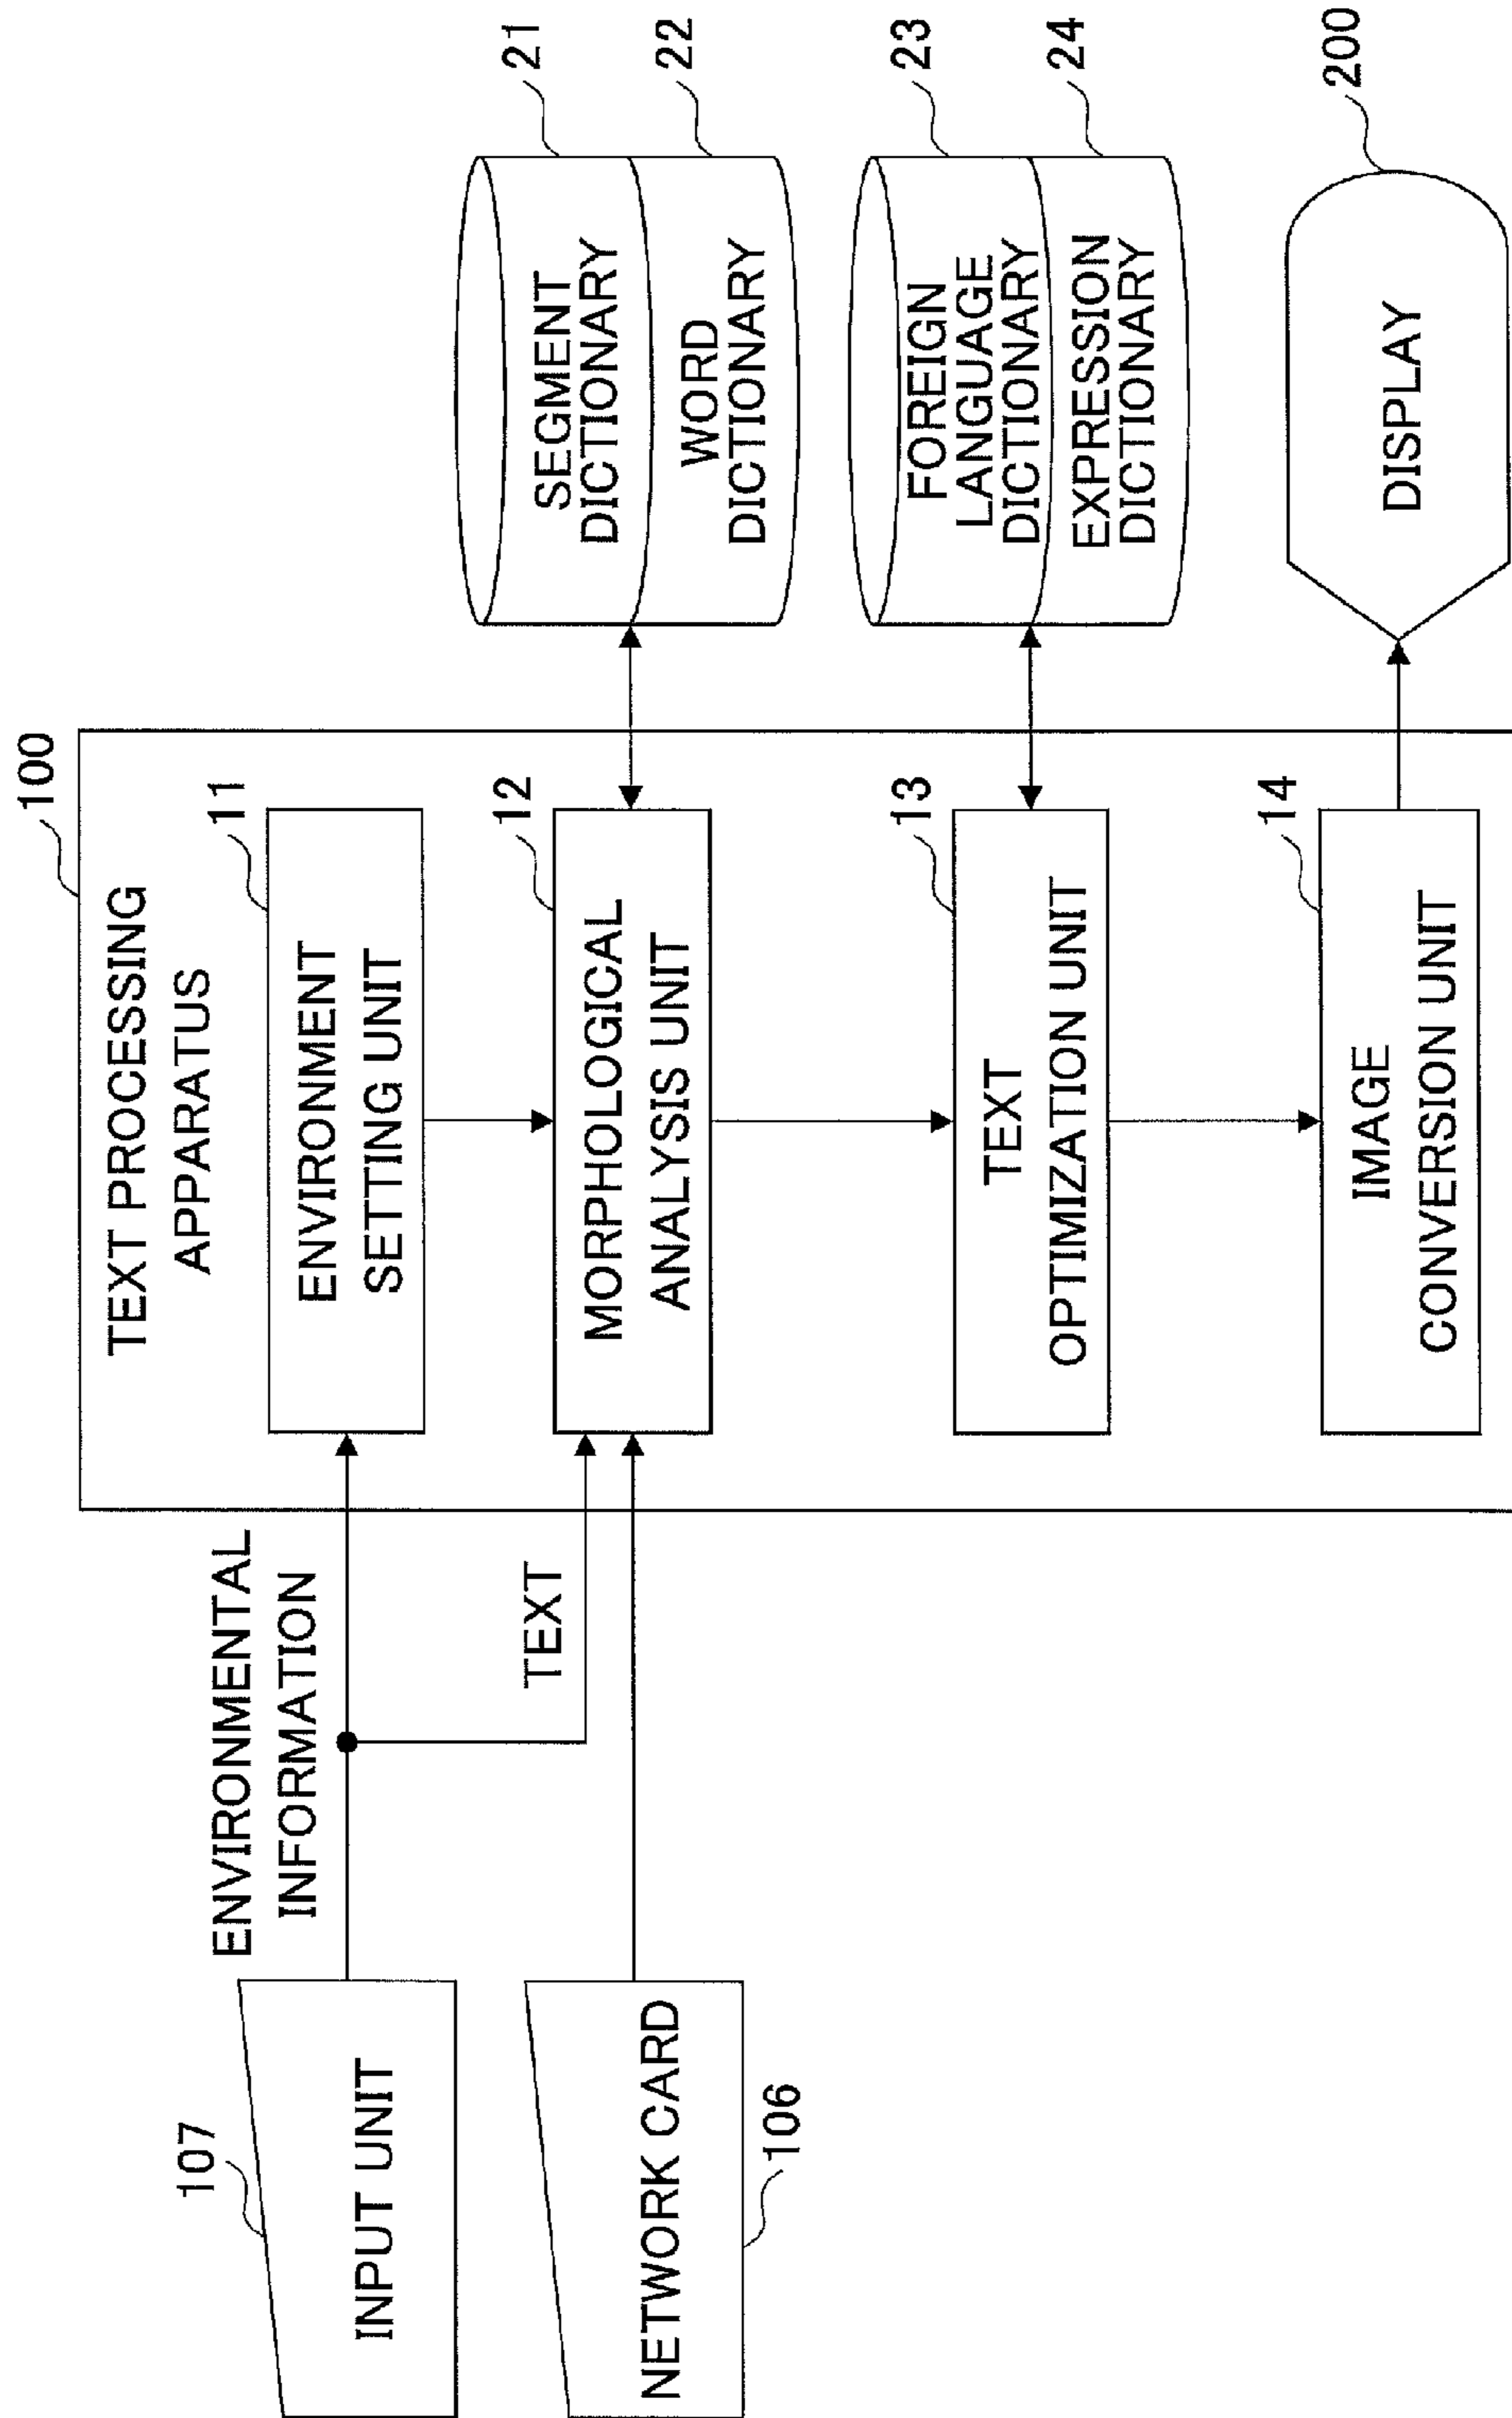 100
TEXT PROCESSING
APPARATUS
107
INPUT UNIT
ENVIRONMENTAL
INFORMATION
11
ENVIRONMENT
SETTING UNIT
NETWORK CARD
106
TEXT
12
MORPHOLOGICAL
ANALYSIS UNIT
21
SEGMENT
DICTIONARY
22
WORD
DICTIONARY
13
TEXT
OPTIMIZATION UNIT
23
FOREIGN
LANGUAGE
DICTIONARY
24
EXPRESSION
DICTIONARY
14
IMAGE
CONVERSION UNIT
200
DISPLAY